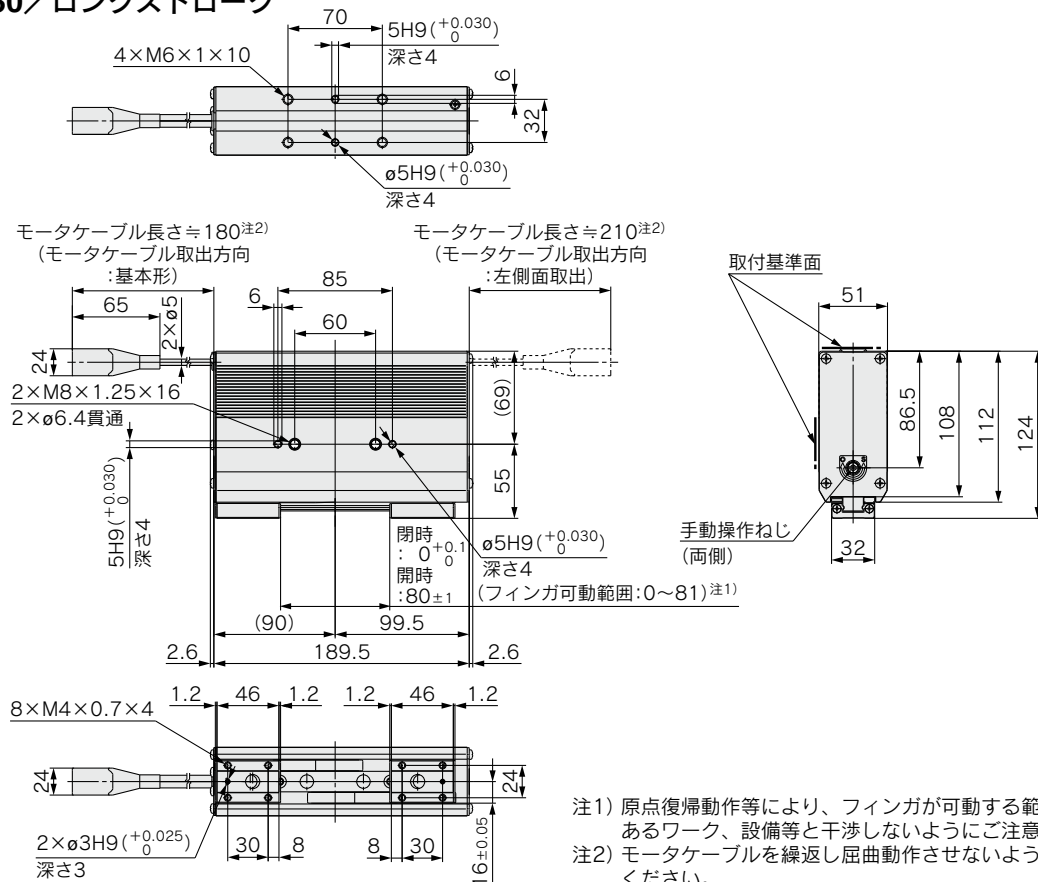 30／ロングストローク
70
5H9(+0.030 0)
深さ4
4×M6×1×10
6
32
ø5H9(+0.030 0)
深さ4
モータケーブル長さ≒180注2)
(モータケーブル取出方向
:基本形)
モータケーブル長さ≒210注2)
(モータケーブル取出方向
:左側面取出)
取付基準面
65
6
85
60
2×ø5
24
51
2×M8×1.25×16
2×ø6.4貫通
(69)
55
86.5
108
112
124
5H9(+0.030 0)
深さ4
閉時
: 0+0.1 0
開時
:80±1
ø5H9(+0.030 0)
深さ4
(フィンガ可動範囲:0～81)注1)
手動操作ねじ
(両側)
32
(90)
99.5
2.6
189.5
2.6
1.2
46
1.2
1.2
46
1.2
8×M4×0.7×4
24
24
2×ø3H9(+0.025 0)
深さ3
30
8
8
30
16±0.05
注1) 原点復帰動作等により、フィンガが可動する範
あるワーク、設備等と干渉しないようにご注意
注2) モータケーブルを繰返し屈曲動作させないよう
ください。